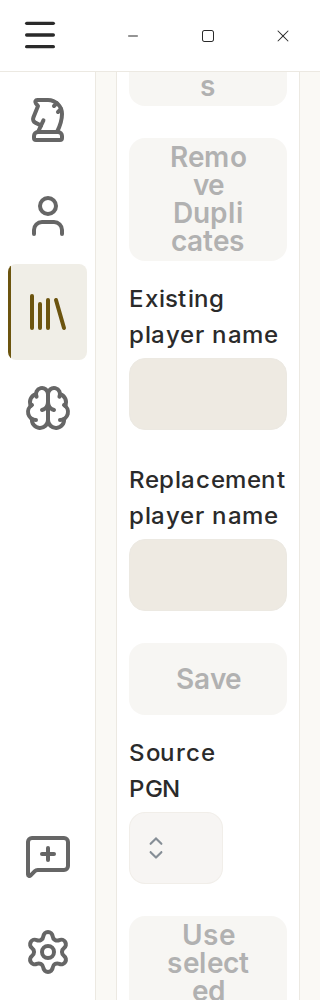 s
Remo
ve
Dupli
cates
Existing
player name
Replacement
player name
Save
Source
PGN
Use
select
ed